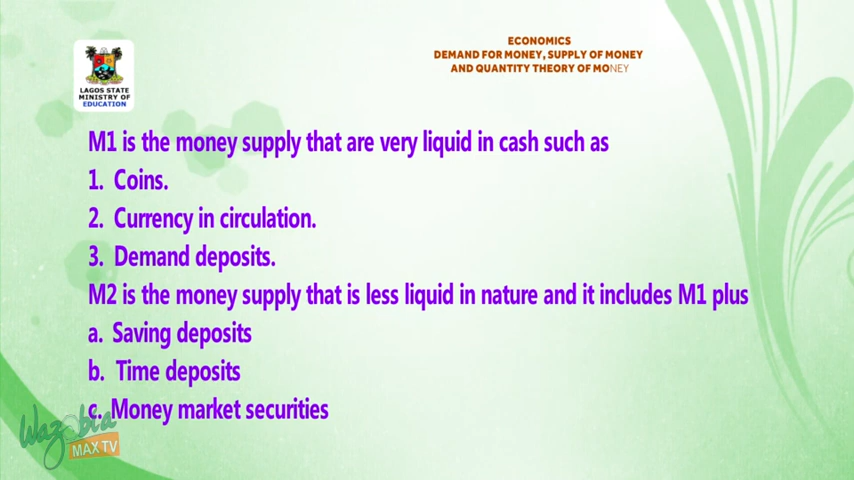 ECONOMICS
DEMAND FOR MONEY, SUPPLY OF MONEY
AND QUANTITY THEORY OF MONEY
LAGOS STATE
MINISTRY OF
EDUCATION
M1 is the money supply that are very liquid in cash such as
1. Coins.
2. Currency in circulation.
3. Demand deposits.
M2 is the money supply that is less liquid in nature and it includes M1 plus
a. Saving deposits
b. Time deposits
c. Money market securities
Wazobia
MAX TV